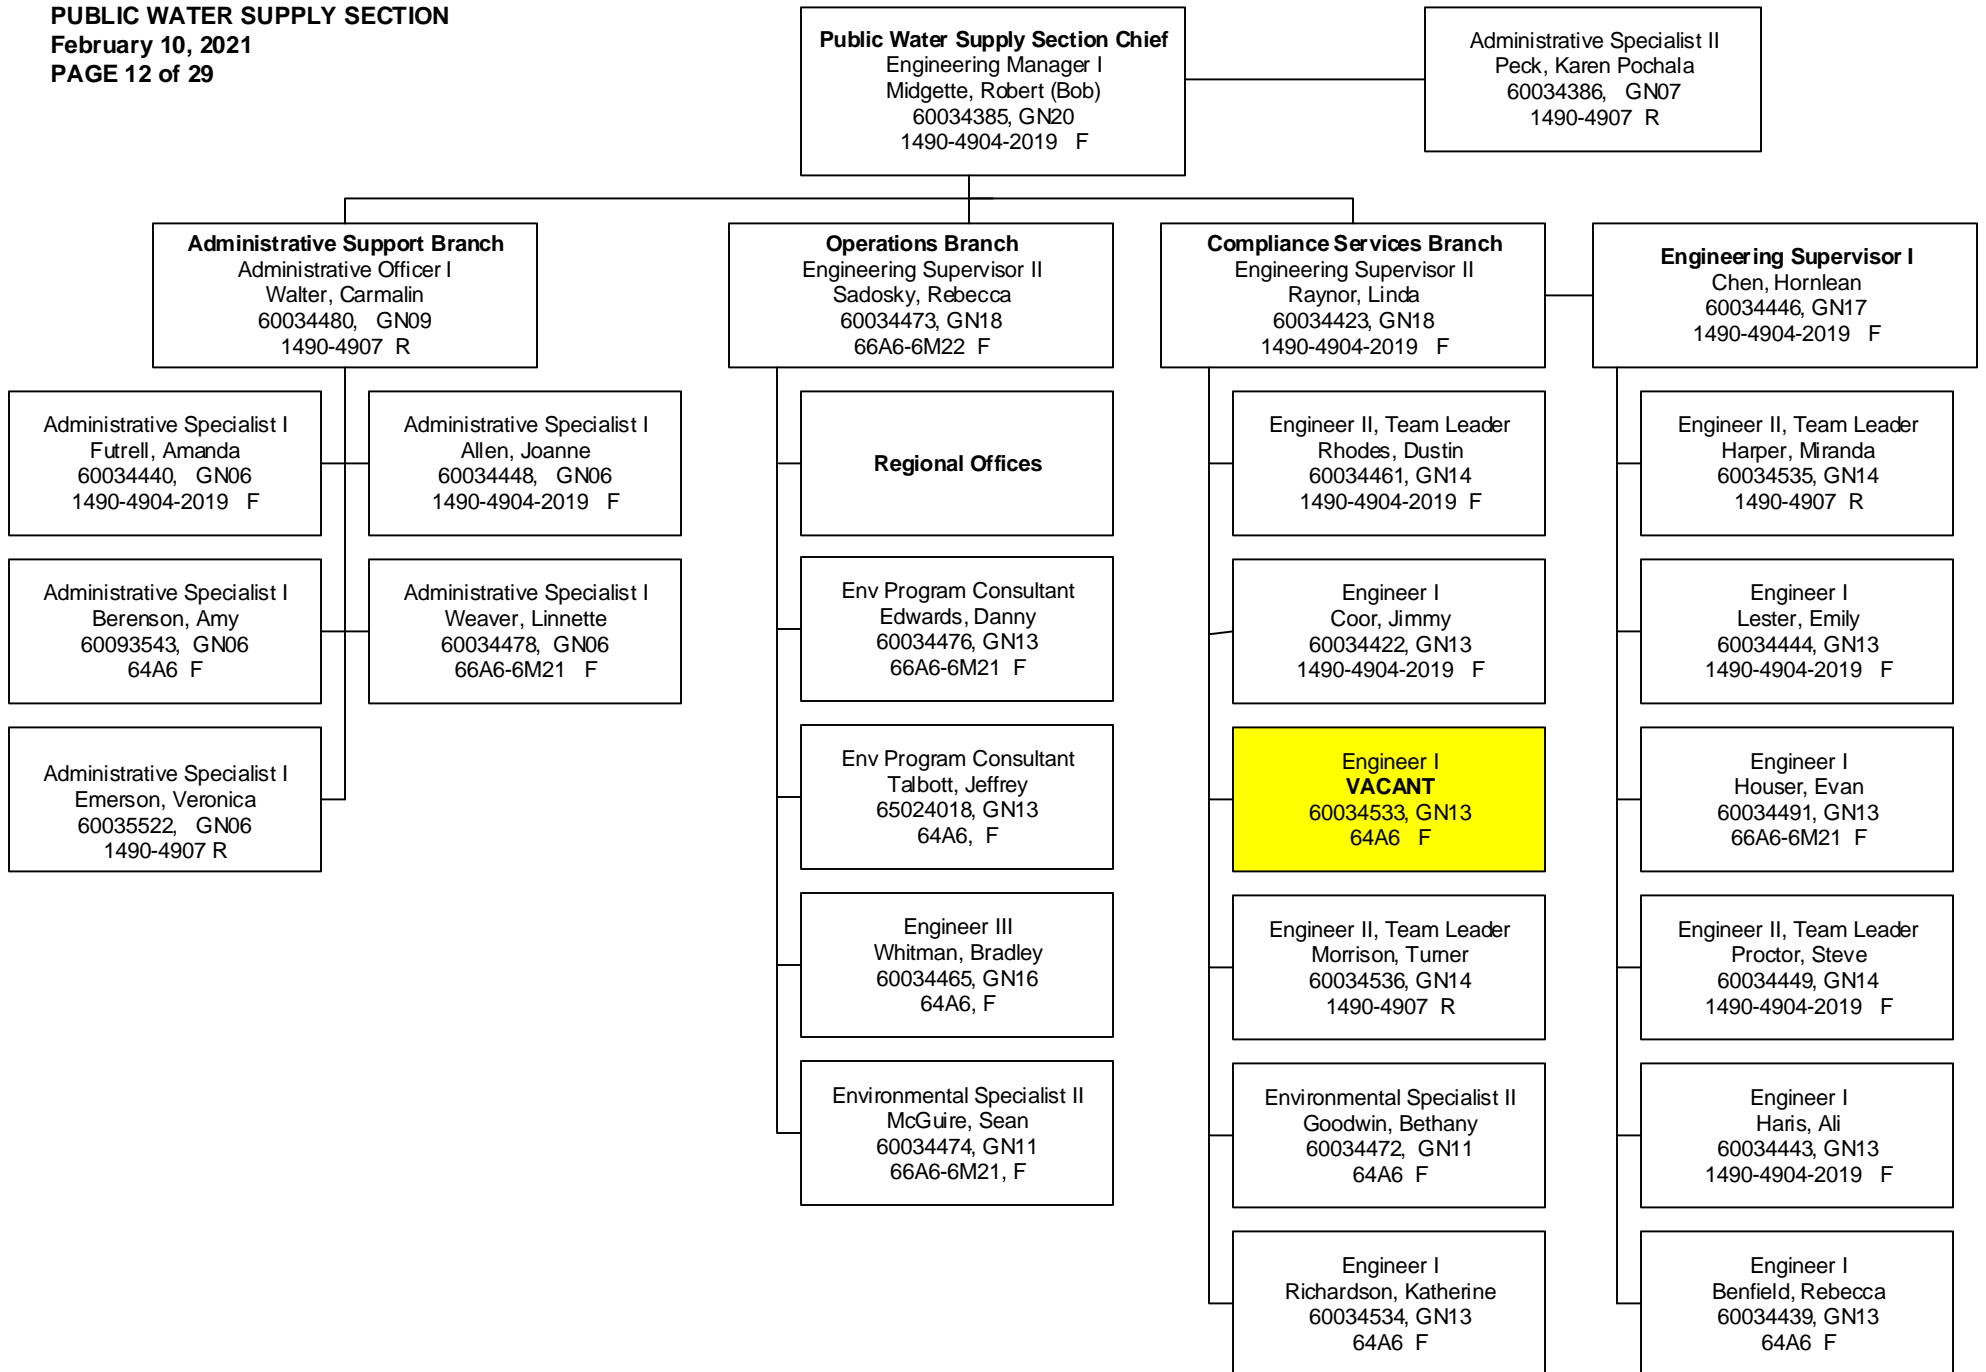 PUBLIC WATER SUPPLY SECTION
February 10, 2021
PAGE 12 of 29
Public Water Supply Section Chief
Engineering Manager I
Midgette, Robert (Bob)
60034385, GN20
1490-4904-2019 F
Administrative Specialist II
Peck, Karen Pochala
60034386, GN07
1490-4907 R
Administrative Support Branch
Administrative Officer I
Walter, Carmalin
60034480, GN09
1490-4907 R
Operations Branch
Engineering Supervisor II
Sadosky, Rebecca
60034473, GN18
66A6-6M22 F
Compliance Services Branch
Engineering Supervisor II
Raynor, Linda
60034423, GN18
1490-4904-2019 F
Engineering Supervisor I
Chen, Hornlean
60034446, GN17
1490-4904-2019 F
Administrative Specialist I
Futrell, Amanda
60034440, GN06
1490-4904-2019 F
Administrative Specialist I
Allen, Joanne
60034448, GN06
1490-4904-2019 F
Administrative Specialist I
Berenson, Amy
60093543, GN06
64A6 F
Administrative Specialist I
Weaver, Linnette
60034478, GN06
66A6-6M21 F
Administrative Specialist I
Emerson, Veronica
60035522, GN06
1490-4907 R
Regional Offices
Env Program Consultant
Edwards, Danny
60034476, GN13
66A6-6M21 F
Env Program Consultant
Talbott, Jeffrey
65024018, GN13
64A6, F
Engineer III
Whitman, Bradley
60034465, GN16
64A6, F
Environmental Specialist II
McGuire, Sean
60034474, GN11
66A6-6M21, F
Engineer II, Team Leader
Rhodes, Dustin
60034461, GN14
1490-4904-2019 F
Engineer I
Coor, Jimmy
60034422, GN13
1490-4904-2019 F
Engineer I
VACANT
60034533, GN13
64A6 F
Engineer II, Team Leader
Morrison, Turner
60034536, GN14
1490-4907 R
Environmental Specialist II
Goodwin, Bethany
60034472, GN11
64A6 F
Engineer I
Richardson, Katherine
60034534, GN13
64A6 F
Engineer II, Team Leader
Harper, Miranda
60034535, GN14
1490-4907 R
Engineer I
Lester, Emily
60034444, GN13
1490-4904-2019 F
Engineer I
Houser, Evan
60034491, GN13
66A6-6M21 F
Engineer II, Team Leader
Proctor, Steve
60034449, GN14
1490-4904-2019 F
Engineer I
Haris, Ali
60034443, GN13
1490-4904-2019 F
Engineer I
Benfield, Rebecca
60034439, GN13
64A6 F